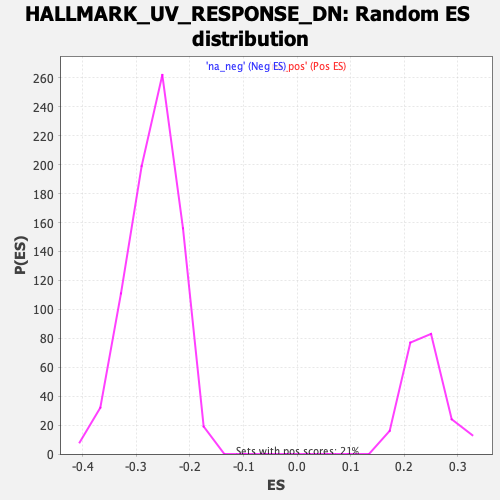 HALLMARK_UV_RESPONSE_DN: Random ES
distribution
'na_neg' (Neg ES) pos' (Pos ES)
P(ES)
260
240
220
200
180
160
140
120
100
80
60
40
20
0
Sets with pos scores: 21%
-0.4 -0.3 -0.2 -0.1 0.0 0.1 0.2 0.3
ES